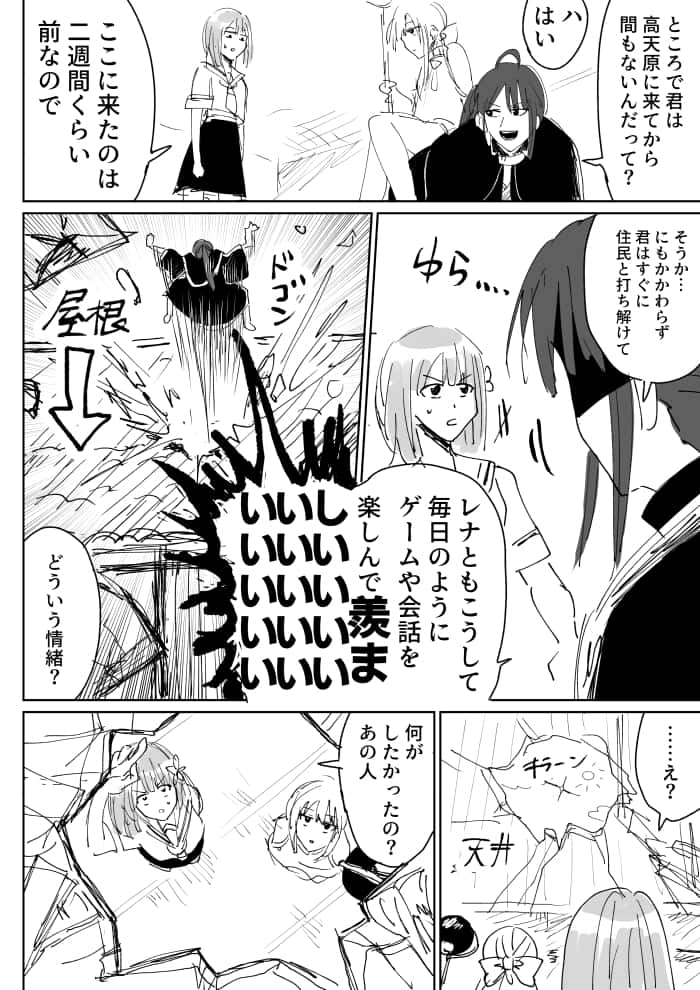 ところで君は
高天原に来てから
間もないんだって?
ハ
はい
ここに来たのは
二週間くらい
前なので
そうか…
にもかかわらず
君はすぐに
住民と打ち解けて
ゆら…。
レナともこうして
毎日のように
ゲームや会話を
楽しんで羨ま
しいいいい
いいいいい
いいいいい
ドゴン
屋根
どういう情緒?
……え?
キラーン
天井
何が
したかったの?
あの人